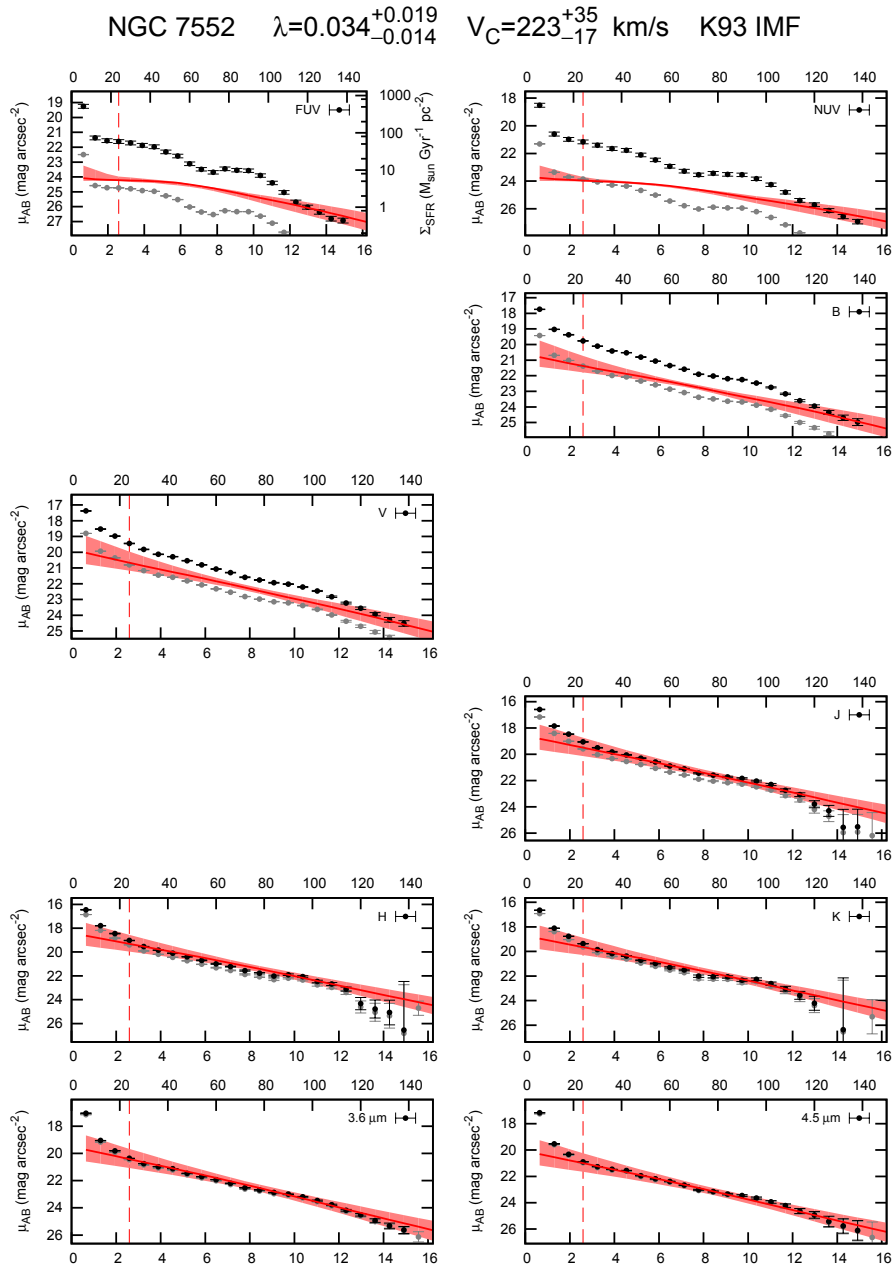 NGC 7552 λ=0.034 +0.019 −0.014 V_C=223 +35 −17 km/s K93 IMF
0 20 40 60 80 100 120 140
μ_AB (mag arcsec⁻²)
19 20 21 22 23 24 25 26 27
FUV
1000 100 10 1
Σ_SFR (M_sun Gyr⁻¹ pc⁻²)
0 2 4 6 8 10 12 14 16
0 20 40 60 80 100 120 140
μ_AB (mag arcsec⁻²)
18 20 22 24 26
NUV
0 2 4 6 8 10 12 14 16
0 20 40 60 80 100 120 140
μ_AB (mag arcsec⁻²)
17 18 19 20 21 22 23 24 25
B
0 2 4 6 8 10 12 14 16
0 20 40 60 80 100 120 140
μ_AB (mag arcsec⁻²)
17 18 19 20 21 22 23 24 25
V
0 2 4 6 8 10 12 14 16
0 20 40 60 80 100 120 140
μ_AB (mag arcsec⁻²)
16 18 20 22 24 26
J
0 2 4 6 8 10 12 14 16
0 20 40 60 80 100 120 140
μ_AB (mag arcsec⁻²)
16 18 20 22 24 26
H
0 2 4 6 8 10 12 14 16
0 20 40 60 80 100 120 140
μ_AB (mag arcsec⁻²)
16 18 20 22 24 26
K
0 2 4 6 8 10 12 14 16
0 20 40 60 80 100 120 140
μ_AB (mag arcsec⁻²)
18 20 22 24 26
3.6 μm
0 2 4 6 8 10 12 14 16
0 20 40 60 80 100 120 140
μ_AB (mag arcsec⁻²)
18 20 22 24 26
4.5 μm
0 2 4 6 8 10 12 14 16